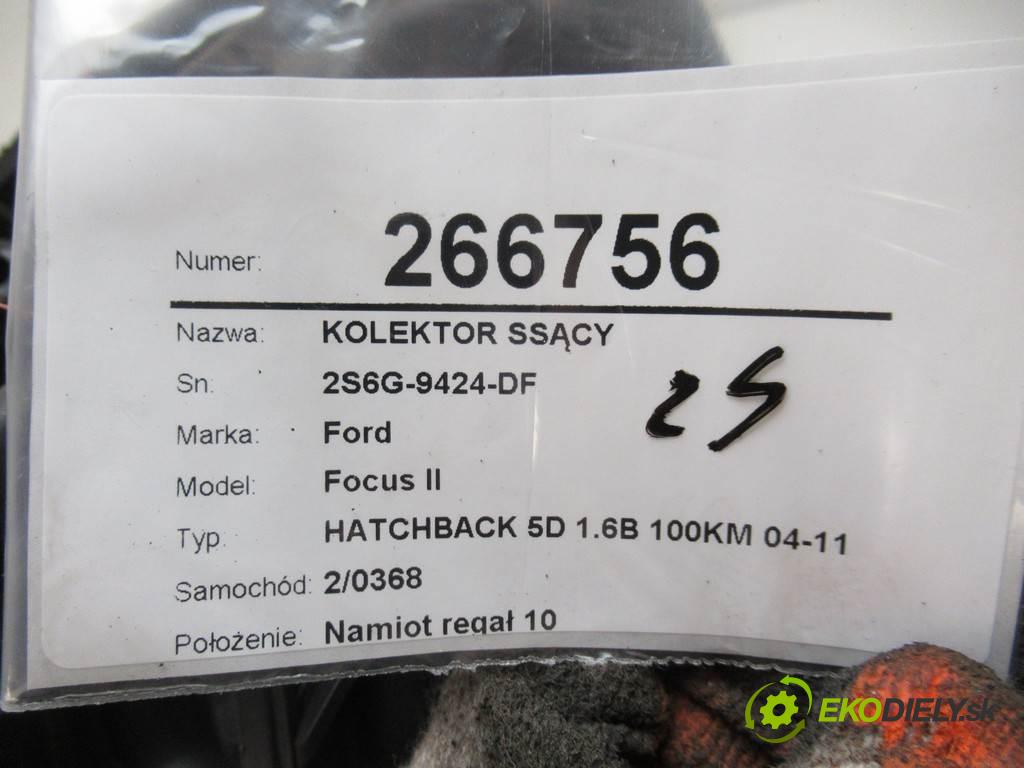 Numer: 266756
Nazwa: KOLEKTOR SSĄCY
Sn: 2S6G-9424-DF
25
Marka: Ford
Model: Focus II
Typ: HATCHBACK 5D 1.6B 100KM 04-11
Samochód: 2/0368
Położenie: Namiot regał 10
EKODIELY.sk